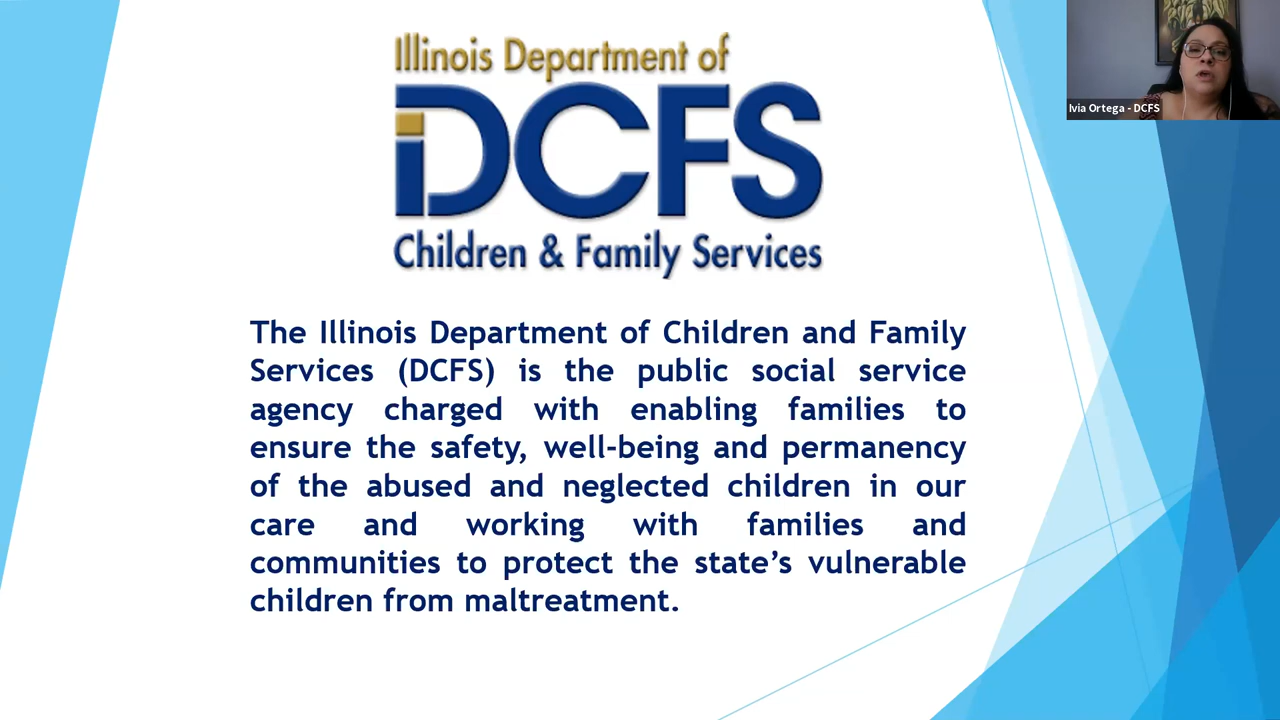 Illinois Department of
DCFS
Children & Family Services
Ivia Ortega - DCFS
The Illinois Department of Children and Family
Services (DCFS) is the public social service
agency charged with enabling families to
ensure the safety, well-being and permanency
of the abused and neglected children in our
care and working with families and
communities to protect the state’s vulnerable
children from maltreatment.